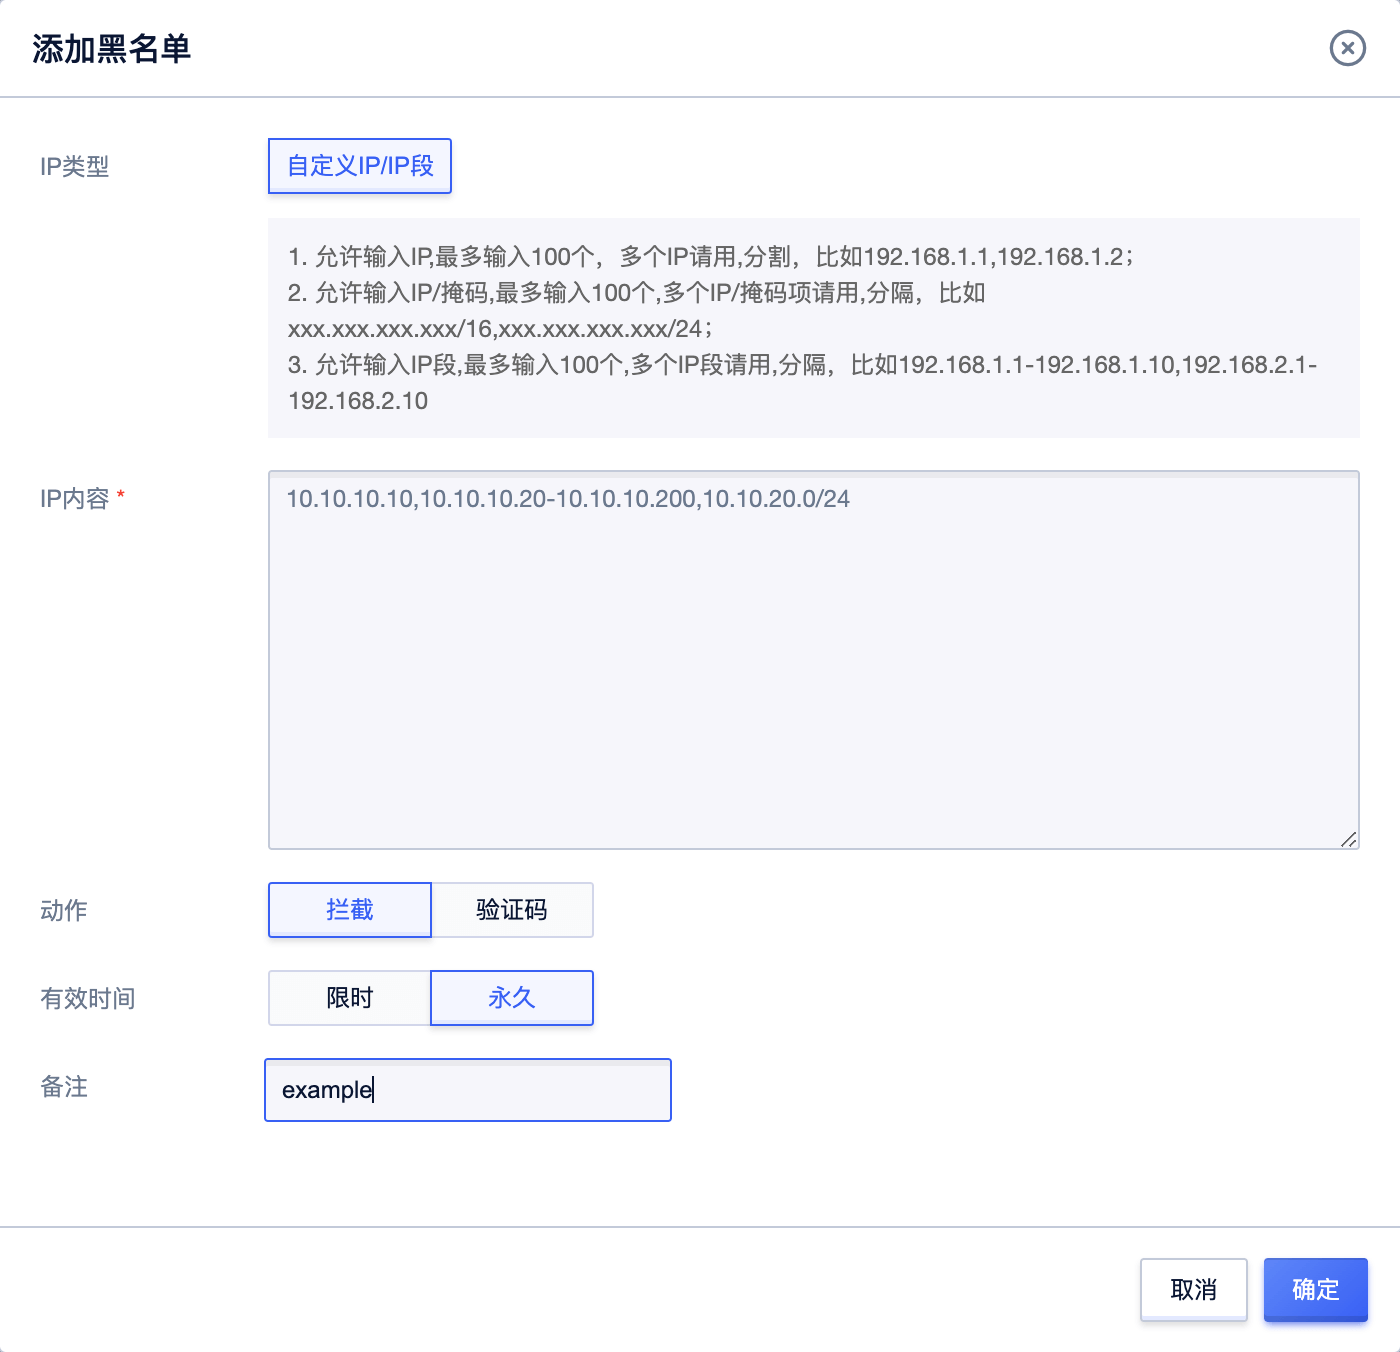 添加黑名单
IP类型
自定义IP/IP段
1. 允许输入IP,最多输入100个，多个IP请用,分割，比如192.168.1.1,192.168.1.2；
2. 允许输入IP/掩码,最多输入100个,多个IP/掩码项请用,分隔，比如
xxx.xxx.xxx.xxx/16,xxx.xxx.xxx.xxx/24；
3. 允许输入IP段,最多输入100个,多个IP段请用,分隔，比如192.168.1.1-192.168.1.10,192.168.2.1-
192.168.2.10
IP内容 *
10.10.10.10,10.10.10.20-10.10.10.200,10.10.20.0/24
动作
拦截
验证码
有效时间
限时
永久
备注
example
取消
确定